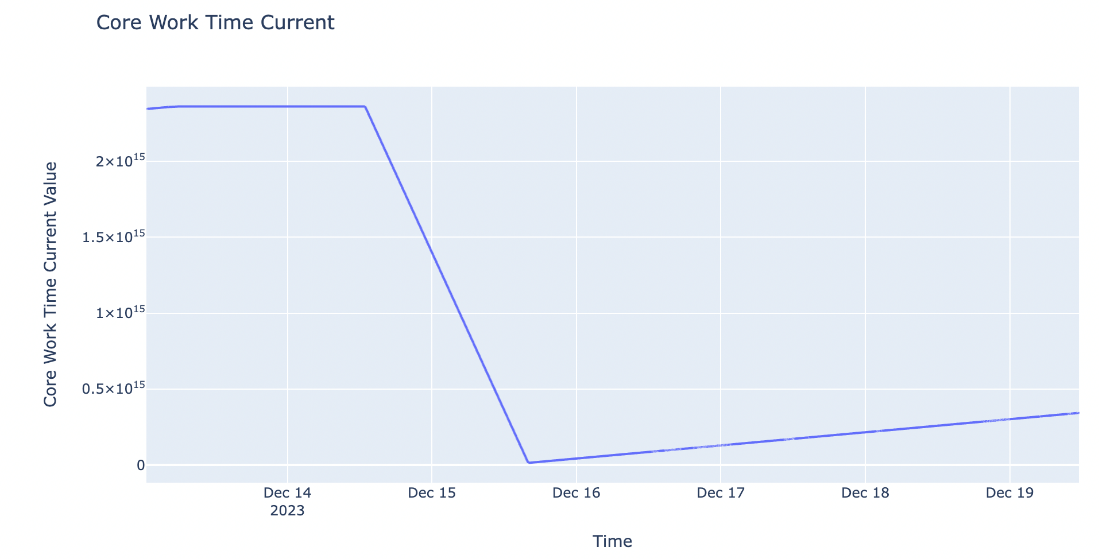 Core Work Time Current
Core Work Time Current Value
2×10¹⁵
1.5×10¹⁵
1×10¹⁵
0.5×10¹⁵
0
Dec 14
2023
Dec 15
Dec 16
Dec 17
Dec 18
Dec 19
Time